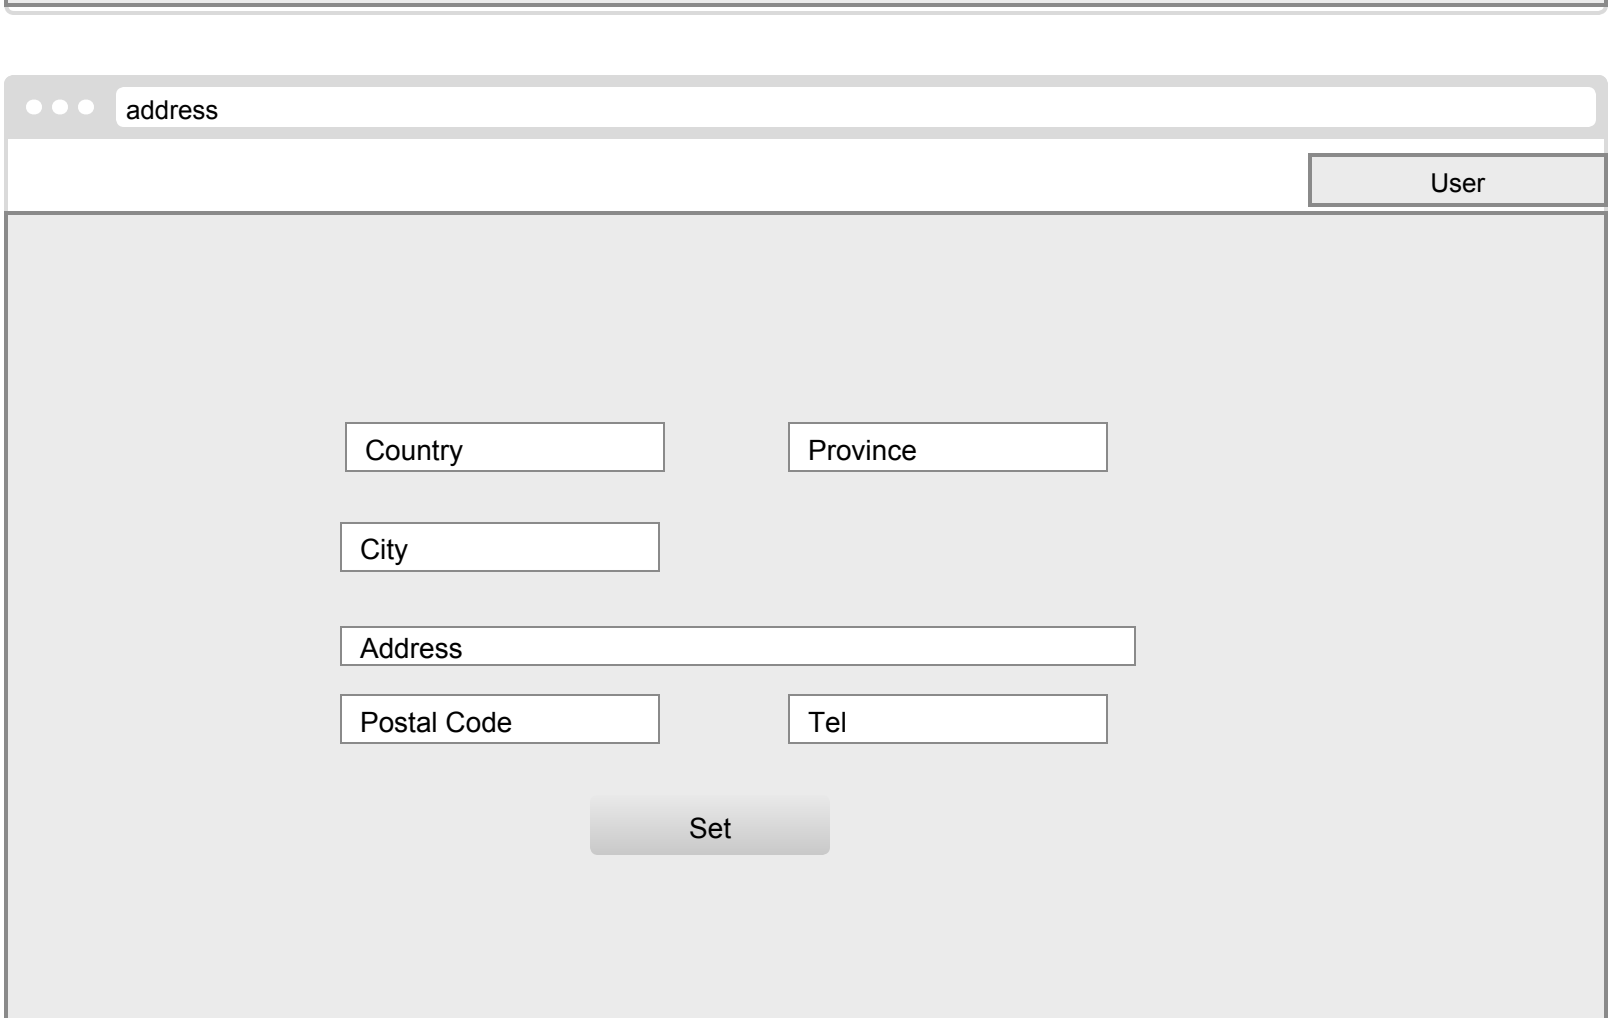 address
User
Country
Province
City
Address
Postal Code
Tel
Set